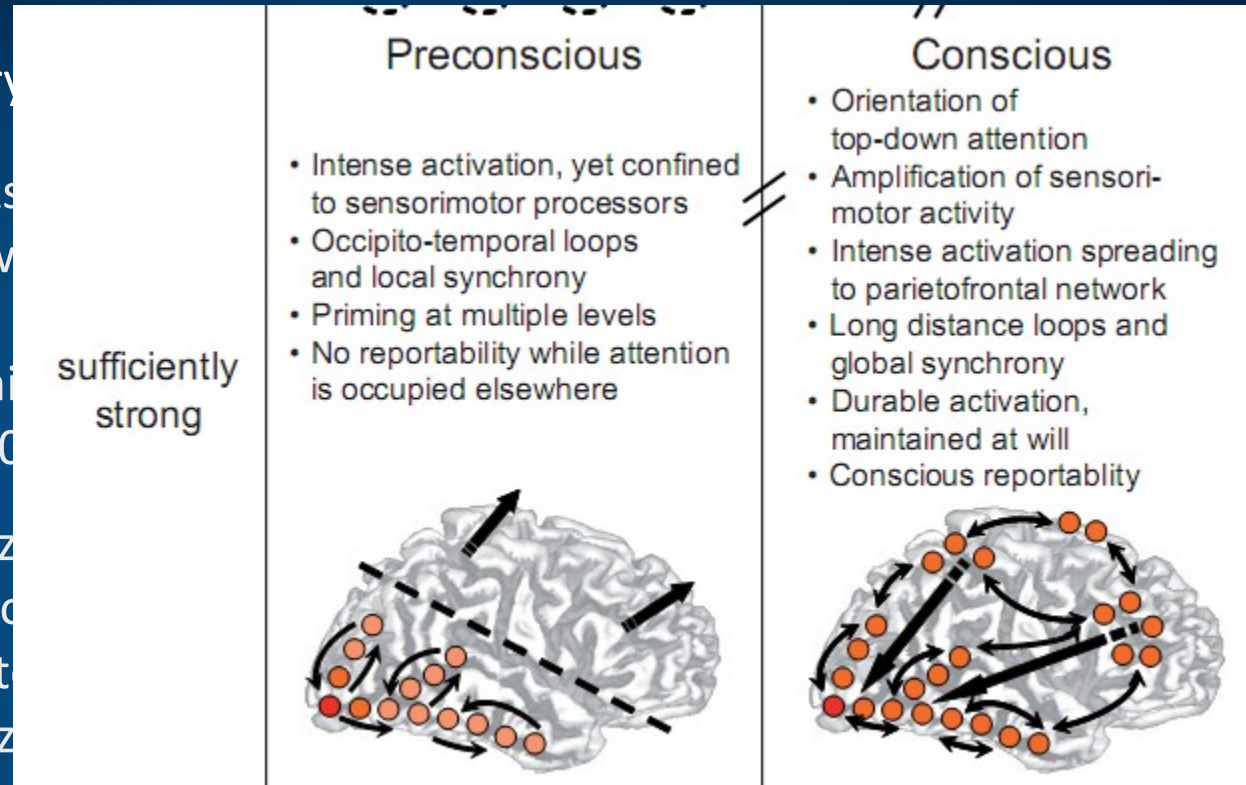 sufficiently
strong
Preconscious
• Intense activation, yet confined
to sensorimotor processors
• Occipito-temporal loops
and local synchrony
• Priming at multiple levels
• No reportability while attention
is occupied elsewhere
Conscious
• Orientation of
top-down attention
• Amplification of sensori-
motor activity
• Intense activation spreading
to parietofrontal network
• Long distance loops and
global synchrony
• Durable activation,
maintained at will
• Conscious reportablity